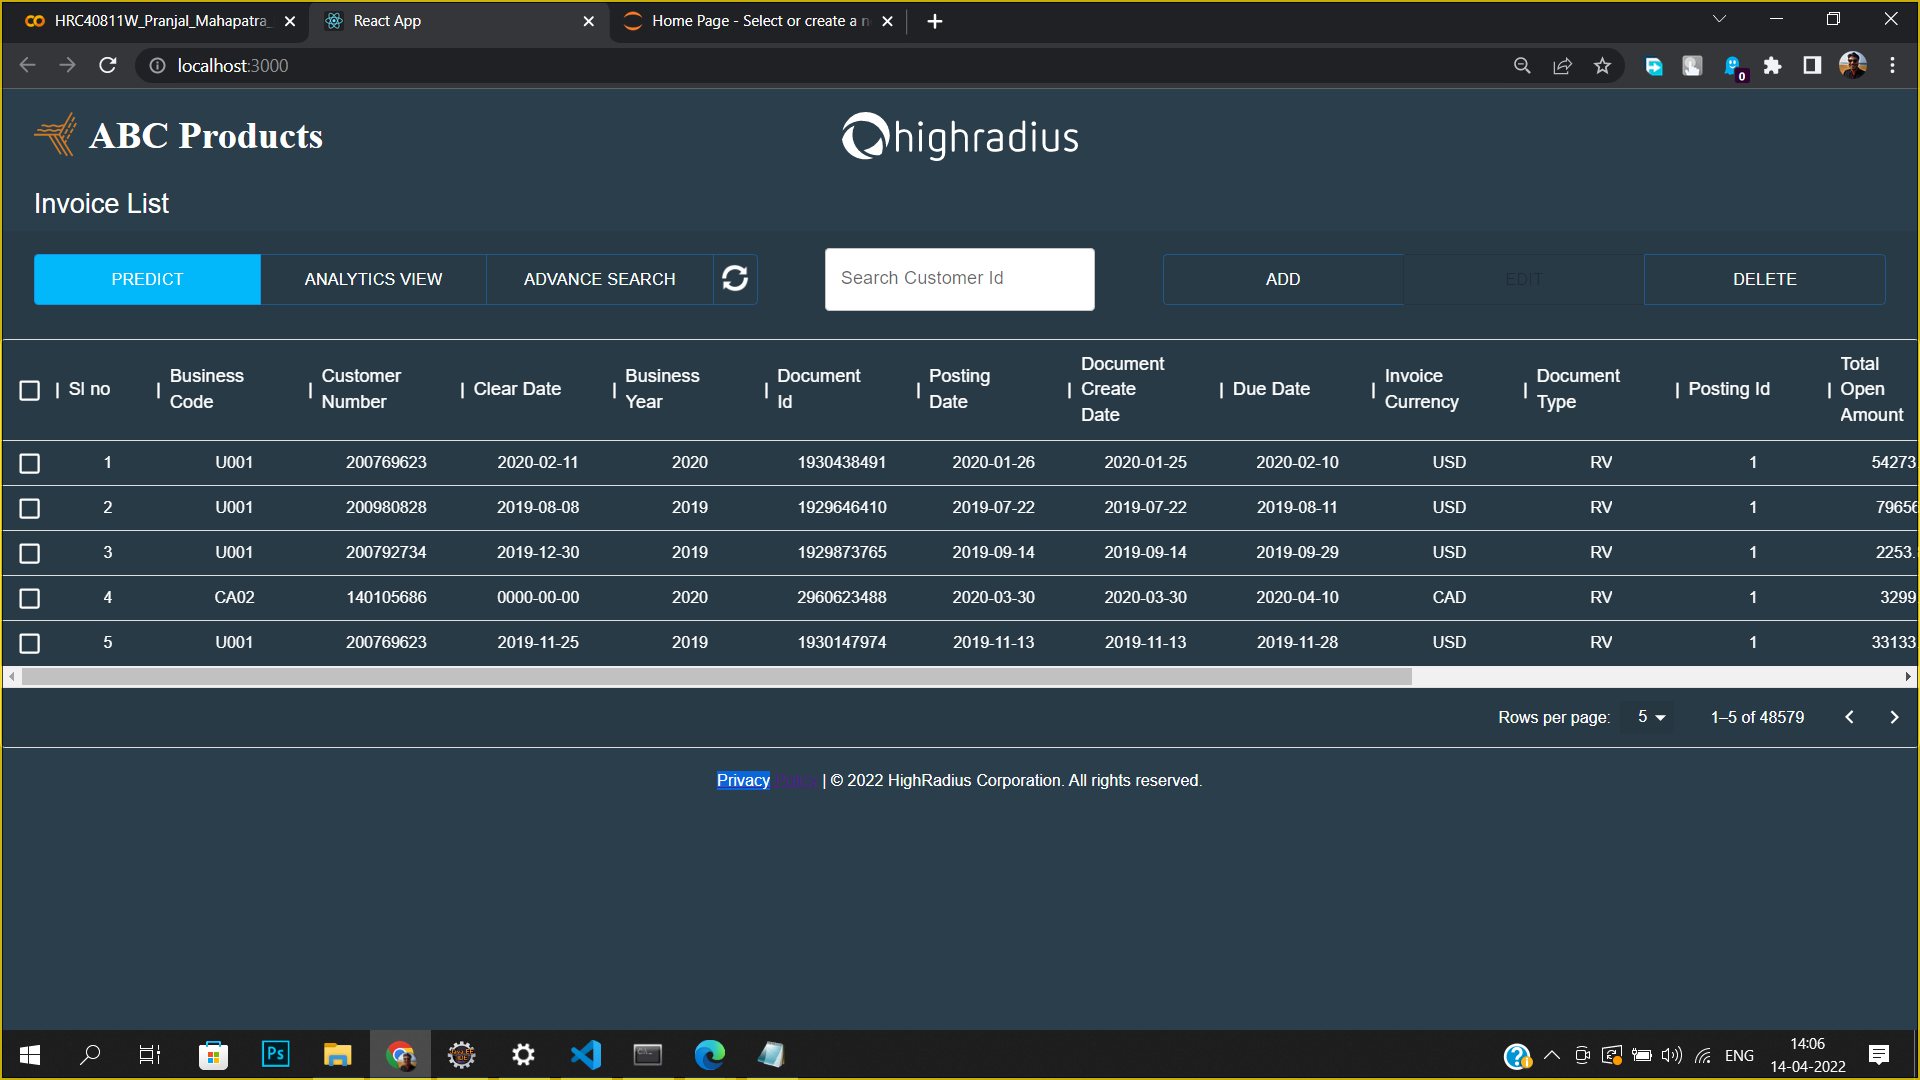 HRC40811W_Pranjal_Mahapatra_
React App
Home Page - Select or create a n
localhost:3000
0
ABC Products
highradius
Invoice List
PREDICT
ANALYTICS VIEW
ADVANCE SEARCH
Search Customer Id
ADD
EDIT
DELETE
| Sl no | Business Code | Customer Number | Clear Date | Business Year | Document Id | Posting Date | Document Create Date | Due Date | Invoice Currency | Document Type | Posting Id | Total Open Amount
1 U001 200769623 2020-02-11 2020 1930438491 2020-01-26 2020-01-25 2020-02-10 USD RV 1 54273
2 U001 200980828 2019-08-08 2019 1929646410 2019-07-22 2019-07-22 2019-08-11 USD RV 1 79656
3 U001 200792734 2019-12-30 2019 1929873765 2019-09-14 2019-09-14 2019-09-29 USD RV 1 2253.
4 CA02 140105686 0000-00-00 2020 2960623488 2020-03-30 2020-03-30 2020-04-10 CAD RV 1 3299
5 U001 200769623 2019-11-25 2019 1930147974 2019-11-13 2019-11-13 2019-11-28 USD RV 1 33133
Rows per page: 5 1–5 of 48579
Privacy Policy | © 2022 HighRadius Corporation. All rights reserved.
Ps
ENG
14:06
14-04-2022